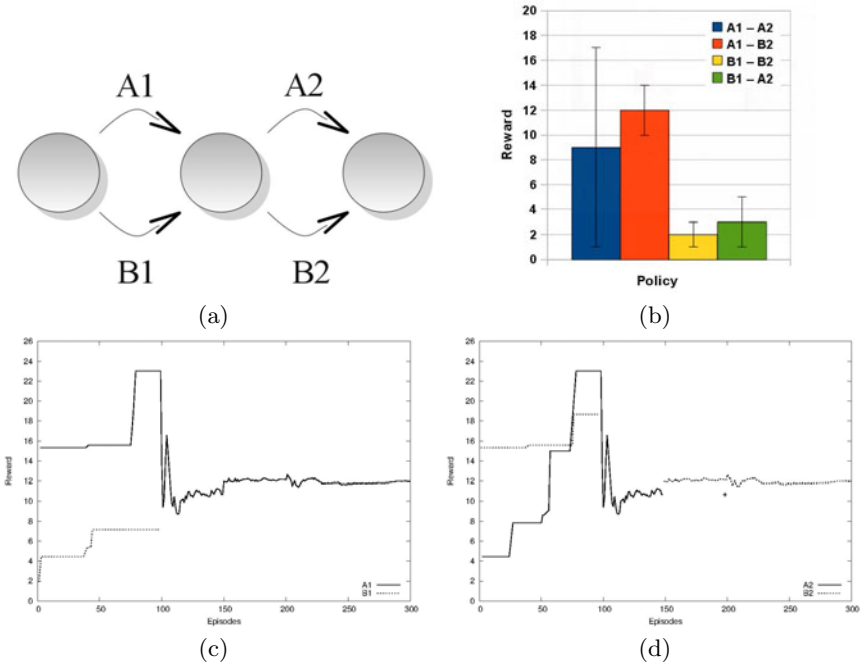 A1
A2
B1
B2
(a)
20
18
16
14
12
10
8
6
4
2
0
Reward
Policy
A1 – A2
A1 – B2
B1 – B2
B1 – A2
(b)
26
24
22
20
18
16
14
12
10
8
6
4
2
0
Reward
0
50
100
150
200
250
300
Episodes
A1
B1
(c)
26
24
22
20
18
16
14
12
10
8
6
4
2
0
Reward
0
50
100
150
200
250
300
Episodes
A2
B2
(d)